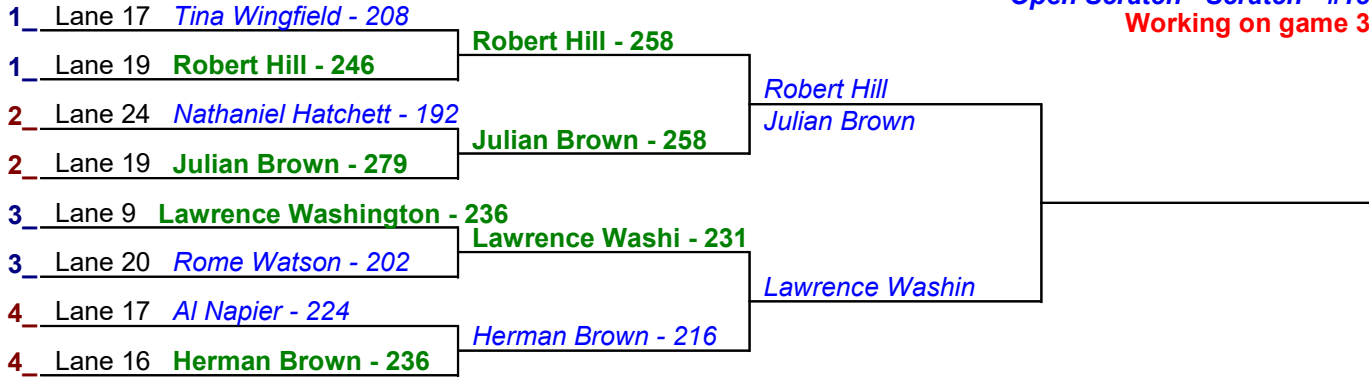 Working on game 3
1_ Lane 17 Tina Wingfield - 208
1_ Lane 19 Robert Hill - 246
2_ Lane 24 Nathaniel Hatchett - 192
2_ Lane 19 Julian Brown - 279
3_ Lane 9 Lawrence Washington - 236
3_ Lane 20 Rome Watson - 202
4_ Lane 17 Al Napier - 224
4_ Lane 16 Herman Brown - 236
Robert Hill - 258
Julian Brown - 258
Lawrence Washi - 231
Herman Brown - 216
Robert Hill
Julian Brown
Lawrence Washin